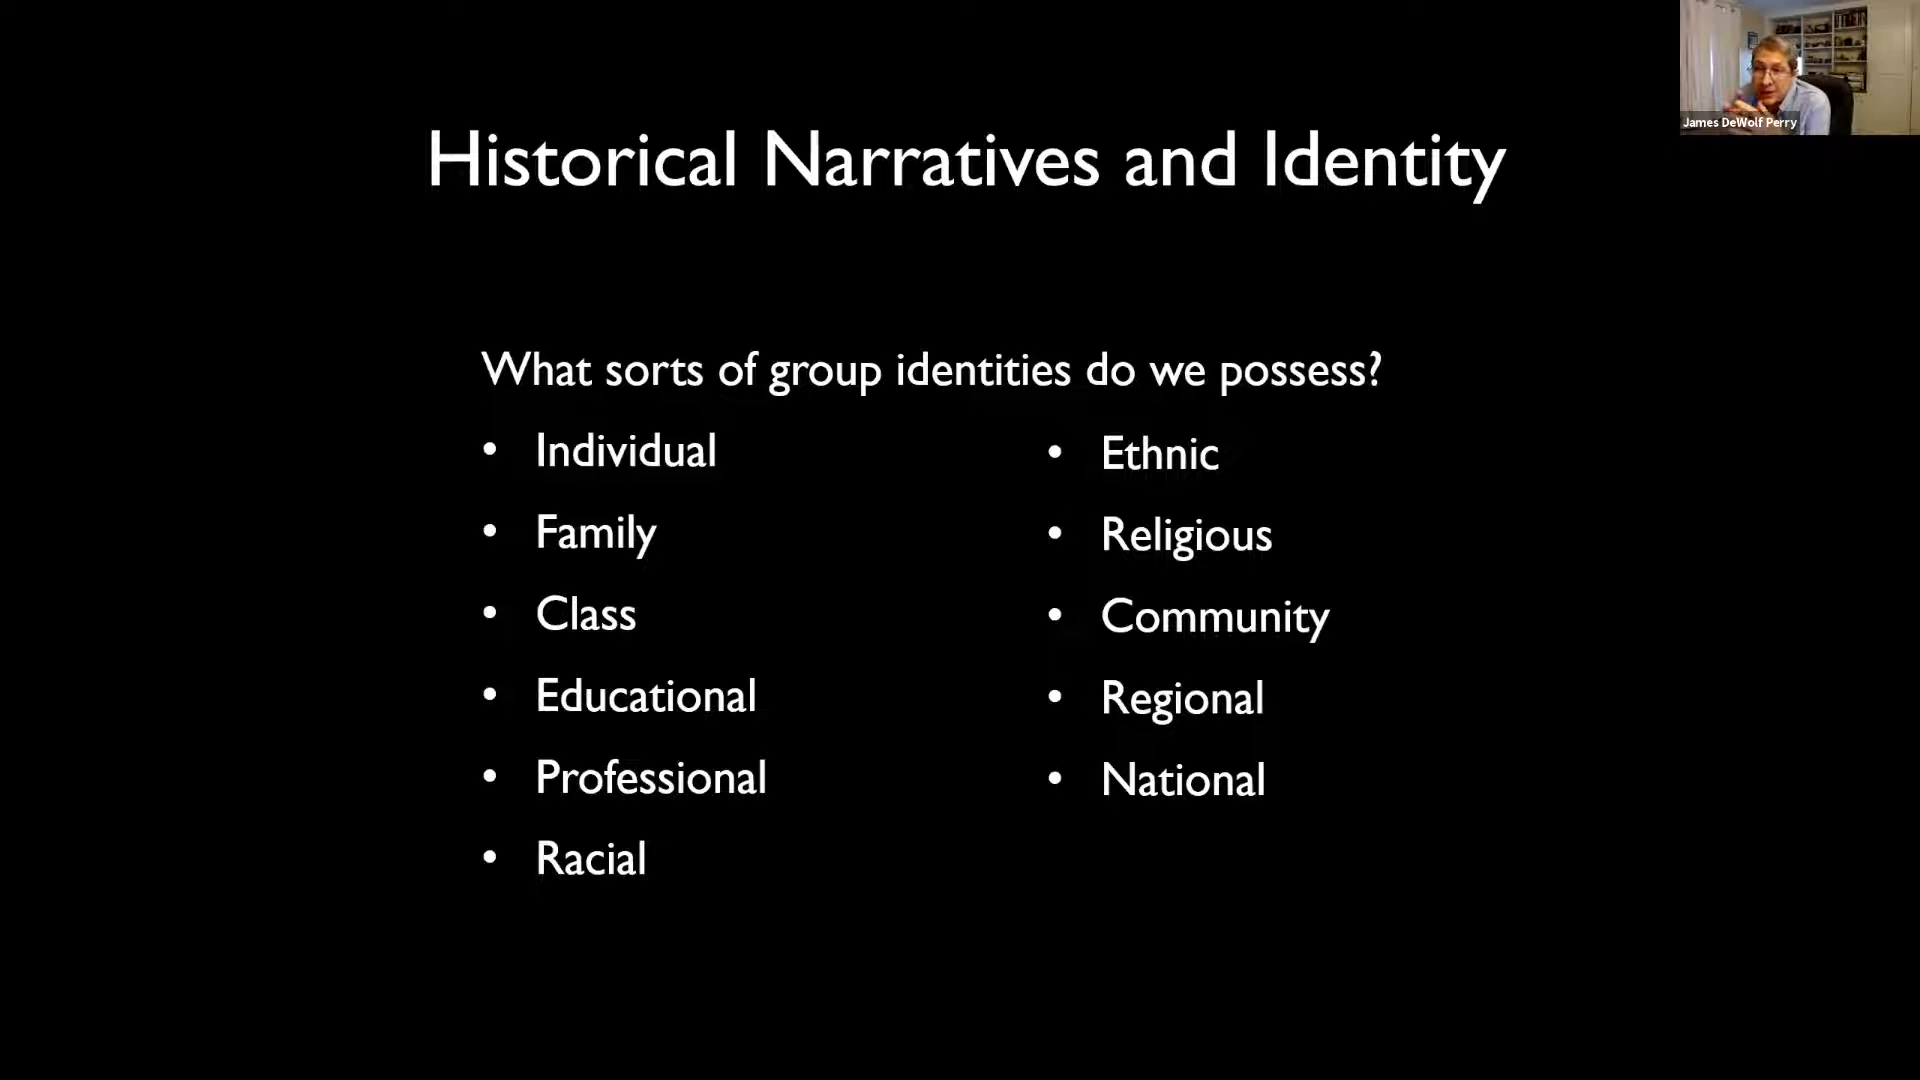 James DeWolf Perry
Historical Narratives and Identity
What sorts of group identities do we possess?
• Individual
• Family
• Class
• Educational
• Professional
• Racial
• Ethnic
• Religious
• Community
• Regional
• National